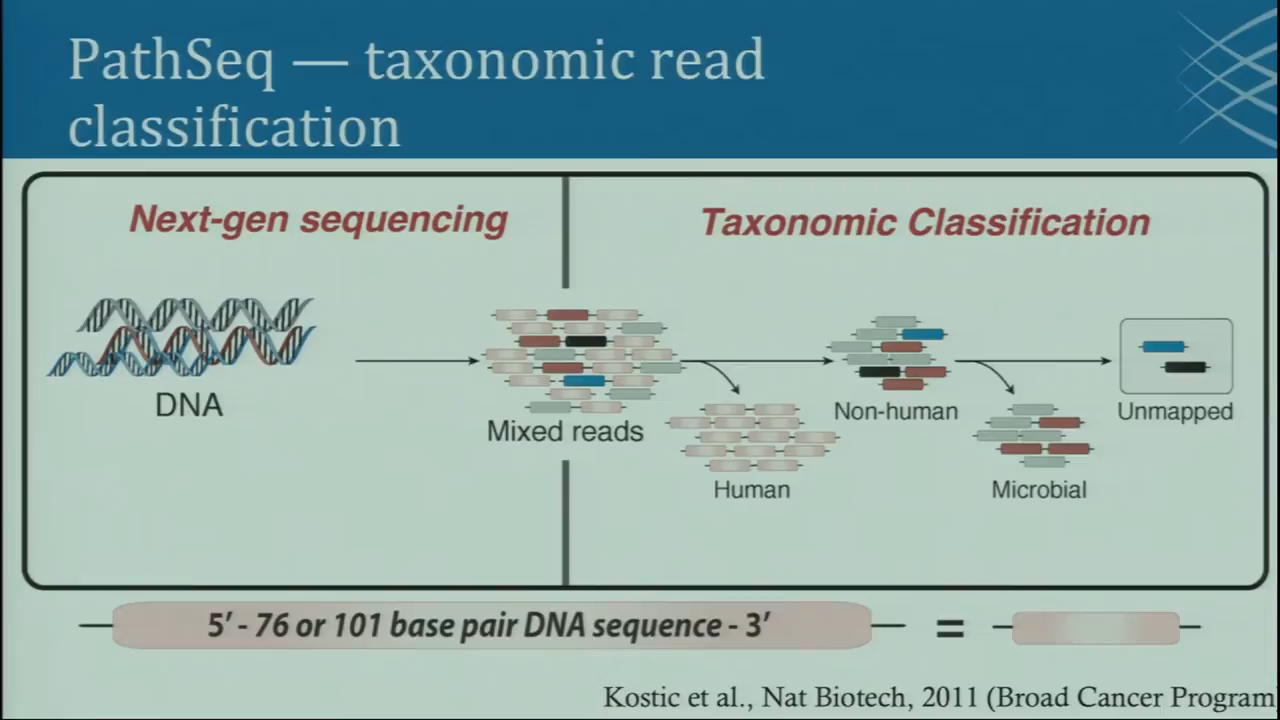 PathSeq — taxonomic read
classification
Next-gen sequencing
Taxonomic Classification
DNA
Mixed reads
Human
Non-human
Microbial
Unmapped
5′ - 76 or 101 base pair DNA sequence - 3′
=
Kostic et al., Nat Biotech, 2011 (Broad Cancer Program